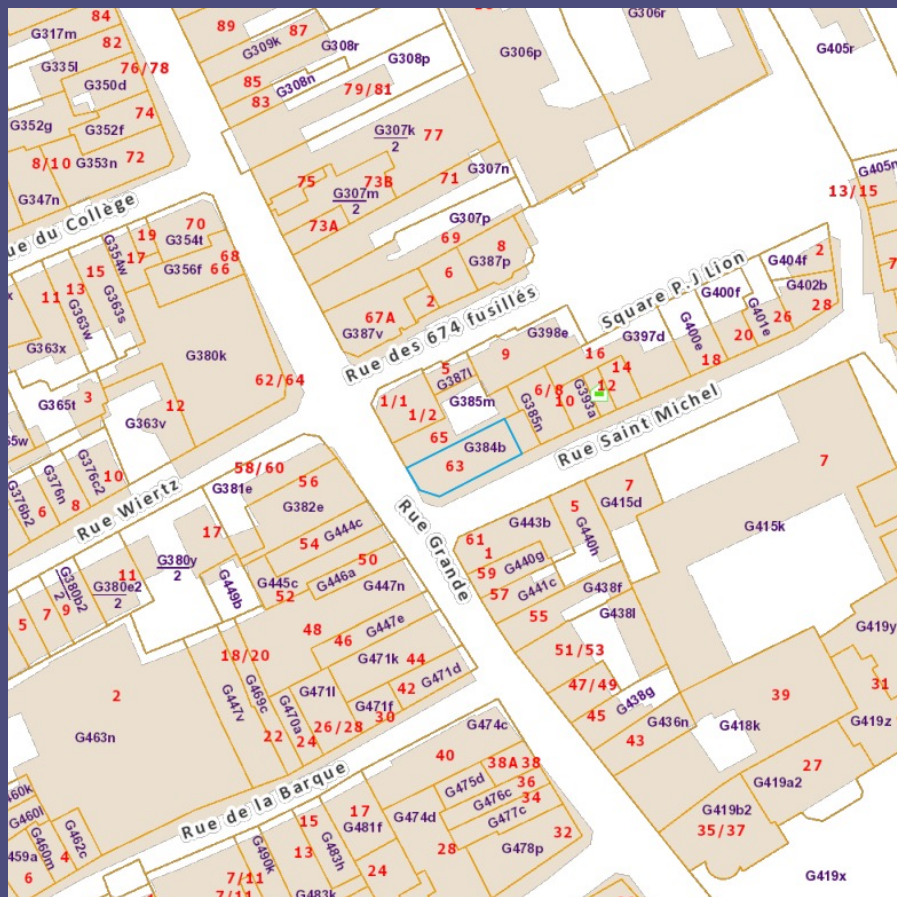 84
G317m
82
89
87
G309k
G308r
G306p
G306r
G405r
G335l
76/78
G350d
85
G308n
G308p
83
79/81
74
G352g
G352f
G307k
2
77
8/10
G353n
72
G347n
75
73B
G307m
2
71
G307n
G405n
13/15
73A
G307p
69
8
G387p
6
2
67A
G387v
70
19
G354t
17
68
G356f
66
G354w
15
G363s
13
11
G363w
G363x
G380k
Rue des 674 fusillés
Square P. J Lion
2
G404f
G402b
28
G400f
26
G401e
20
G400e
18
G397d
G398e
16
14
12
9
5
G387l
G385m
1/1
1/2
65
G384b
63
G385n
6/8
10
G393a
Rue Saint Michel
62/64
3
G365t
12
G363v
58/60
G381e
56
G382e
10
G376c2
8
G376n
6
G376b2
Rue Wiertz
Rue Grande
7
7
G415d
5
G443b
G440h
G415k
61
1
G440g
59
57
G441c
G438f
55
G438l
51/53
47/49
G438g
45
G436n
43
17
G444c
54
50
G445c
G446a
G447n
52
G449b
G380y
2
11
G380e2
2
G380b2
2
9
7
5
48
46
G447e
G471k
44
G471d
42
G471f
30
G471l
26/28
18/20
G469c
G470a
G447v
22
24
2
G463n
G419y
31
39
G418k
G419z
27
G419a2
G419b2
35/37
G419x
G474c
40
38A
38
G475d
36
G476c
34
G477c
G474d
32
28
G478p
Rue de la Barque
17
15
G481f
13
G483h
24
G490k
7/11
G483k
G460l
G460m
G462c
4
6